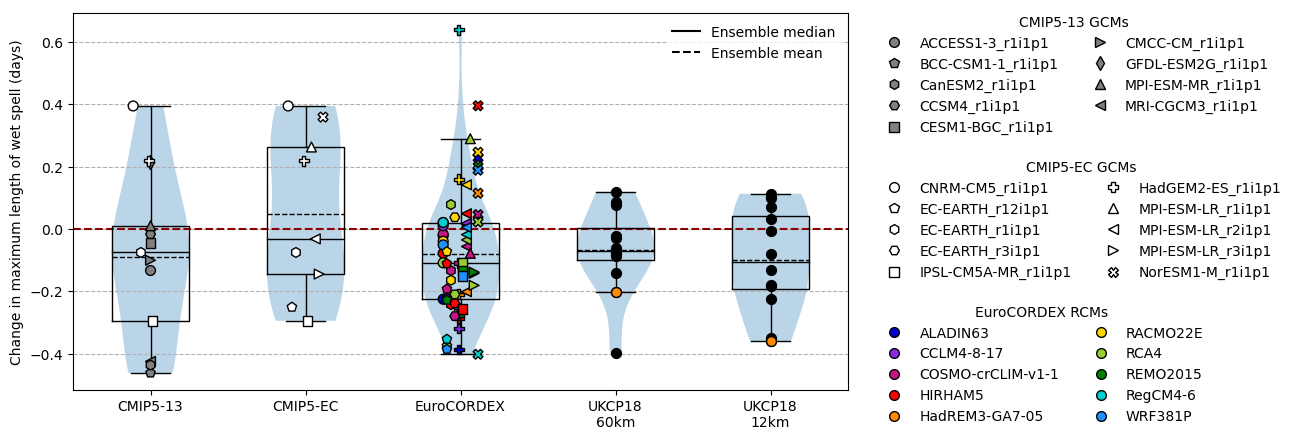 Change in maximum length of wet spell (days)
0.6
0.4
0.2
0.0
−0.2
−0.4
Ensemble median
Ensemble mean
CMIP5-13
CMIP5-EC
EuroCORDEX
UKCP18
60km
UKCP18
12km
CMIP5-13 GCMs
ACCESS1-3_r1i1p1
BCC-CSM1-1_r1i1p1
CanESM2_r1i1p1
CCSM4_r1i1p1
CESM1-BGC_r1i1p1
CMCC-CM_r1i1p1
GFDL-ESM2G_r1i1p1
MPI-ESM-MR_r1i1p1
MRI-CGCM3_r1i1p1
CMIP5-EC GCMs
CNRM-CM5_r1i1p1
EC-EARTH_r12i1p1
EC-EARTH_r1i1p1
EC-EARTH_r3i1p1
IPSL-CM5A-MR_r1i1p1
HadGEM2-ES_r1i1p1
MPI-ESM-LR_r1i1p1
MPI-ESM-LR_r2i1p1
MPI-ESM-LR_r3i1p1
NorESM1-M_r1i1p1
EuroCORDEX RCMs
ALADIN63
CCLM4-8-17
COSMO-crCLIM-v1-1
HIRHAM5
HadREM3-GA7-05
RACMO22E
RCA4
REMO2015
RegCM4-6
WRF381P